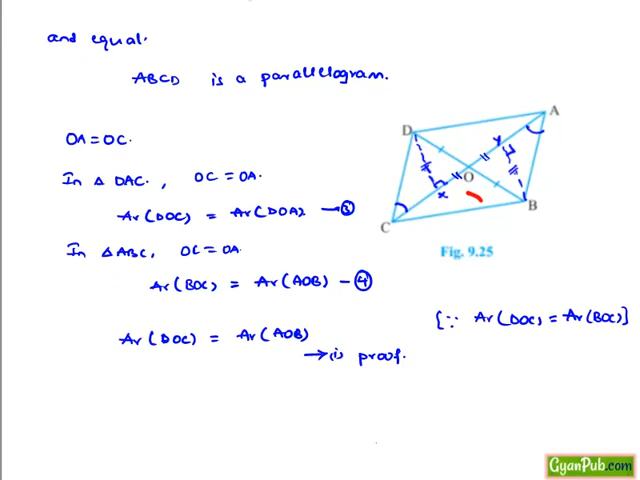 and equal.
ABCD is a parallelogram.
OA = OC.
In △ DAC, OC = OA.
Ar(DOC) = Ar(DOA) — ③
In △ABC, OC = OA.
Ar(BOC) = Ar(AOB) — ④
[∵ Ar(DOC) = Ar(BOC)]
Ar(DOC) = Ar(AOB)
→ (i) proof.
A
D
y
O
x
B
C
Fig. 9.25
GyanPub.com